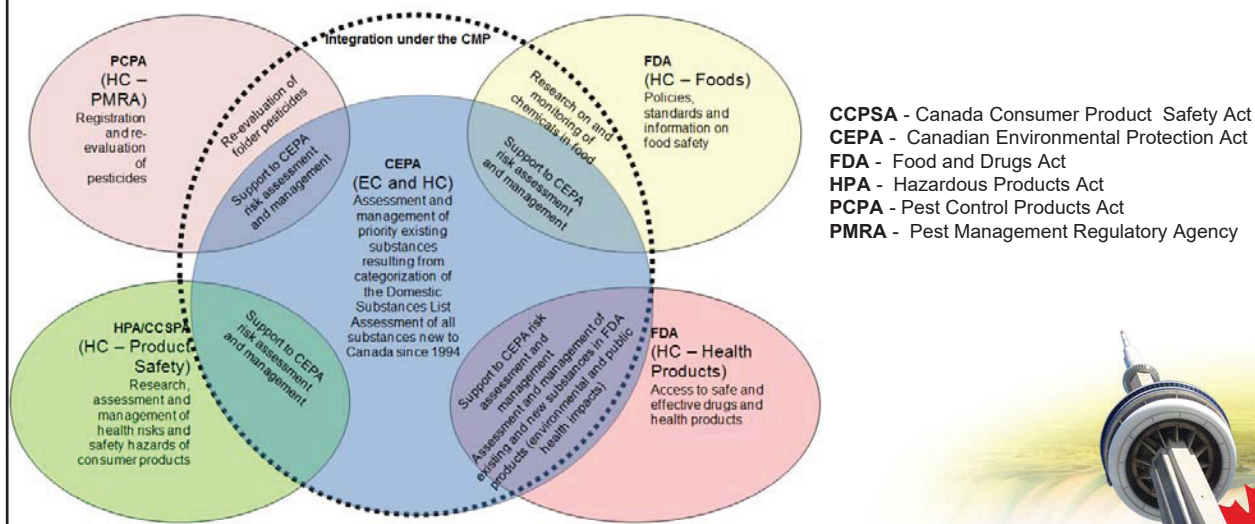 Integration under the CMP
PCPA
(HC –
PMRA)
Registration
and re-
evaluation
of
pesticides
Re-evaluation of
folder pesticides
Support to CEPA
risk assessment
and management
Research on and
monitoring of
chemicals in food
Support to CEPA
risk assessment
and management
FDA
(HC – Foods)
Policies,
standards and
information on
food safety
CEPA
(EC and HC)
Assessment and
management of
priority existing
substances
resulting from
categorization of
the Domestic
Substances List
Assessment of all
substances new to
Canada since 1994
HPA/CCSPA
(HC – Product
Safety)
Research,
assessment and
management of
health risks and
safety hazards of
consumer products
Support to CEPA
risk assessment
and management
Support to CEPA risk
assessment and
management
Assessment and management of
existing and new substances in FDA
products (environmental and public
health impacts)
FDA
(HC – Health
Products)
Access to safe and
effective drugs and
health products
CCPSA - Canada Consumer Product Safety Act
CEPA - Canadian Environmental Protection Act
FDA - Food and Drugs Act
HPA - Hazardous Products Act
PCPA - Pest Control Products Act
PMRA - Pest Management Regulatory Agency